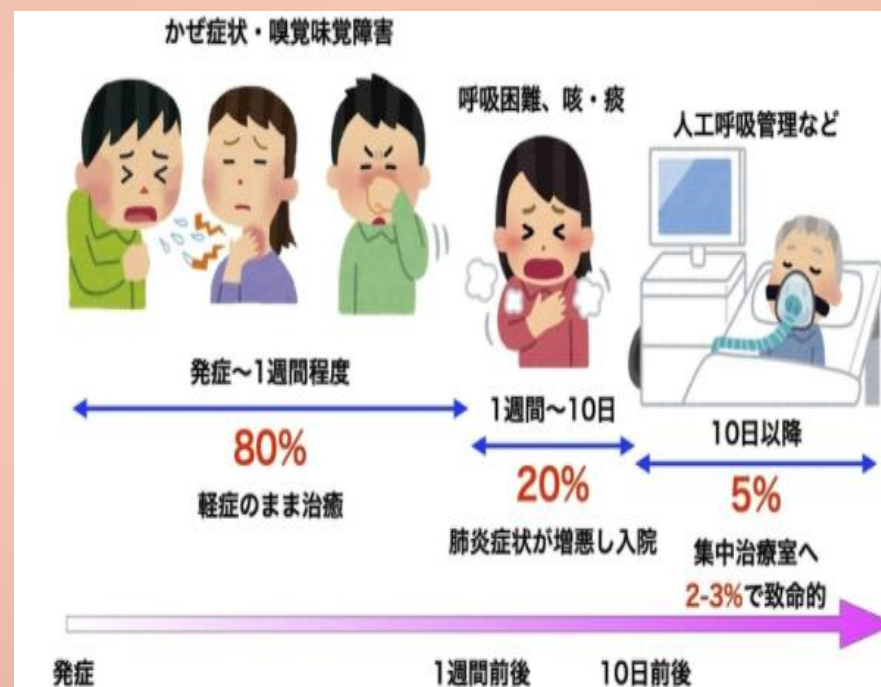 かぜ症状・嗅覚味覚障害
呼吸困難、咳・痰
人工呼吸管理など
発症〜1週間程度
80%
軽症のまま治癒
1週間〜10日
20%
肺炎症状が増悪し入院
10日以降
5%
集中治療室へ
2-3%で致命的
発症
1週間前後
10日前後